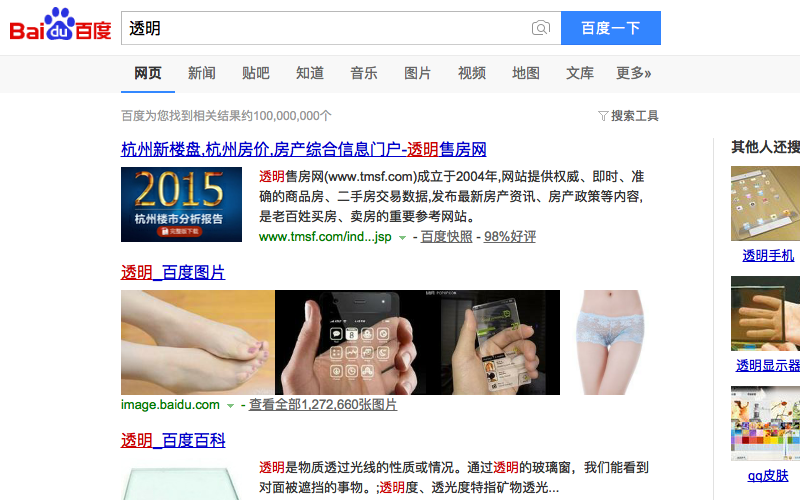 Bai du 百度
透明
百度一下
网页 新闻 贴吧 知道 音乐 图片 视频 地图 文库 更多»
百度为您找到相关结果约100,000,000个
搜索工具
杭州新楼盘,杭州房价,房产综合信息门户-透明售房网
2015
杭州楼市分析报告
完整版下载
透明售房网(www.tmsf.com)成立于2004年,网站提供权威、即时、准
确的商品房、二手房交易数据,发布最新房产资讯、房产政策等内容,
是老百姓买房、卖房的重要参考网站。
www.tmsf.com/ind...jsp - 百度快照 - 98%好评
透明_百度图片
image.baidu.com - 查看全部1,272,660张图片
透明_百度百科
透明是物质透过光线的性质或情况。通过透明的玻璃窗，我们能看到
对面被遮挡的事物。;透明度、透光度特指矿物透光...
其他人还搜
透明手机
透明显示器
qq皮肤